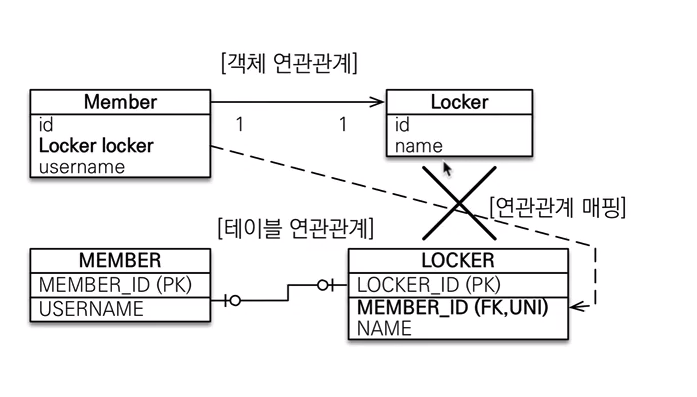 [객체 연관관계]
Member
id
Locker locker
username
1
1
Locker
id
name
[연관관계 매핑]
[테이블 연관관계]
MEMBER
MEMBER_ID (PK)
USERNAME
LOCKER
LOCKER_ID (PK)
MEMBER_ID (FK,UNI)
NAME